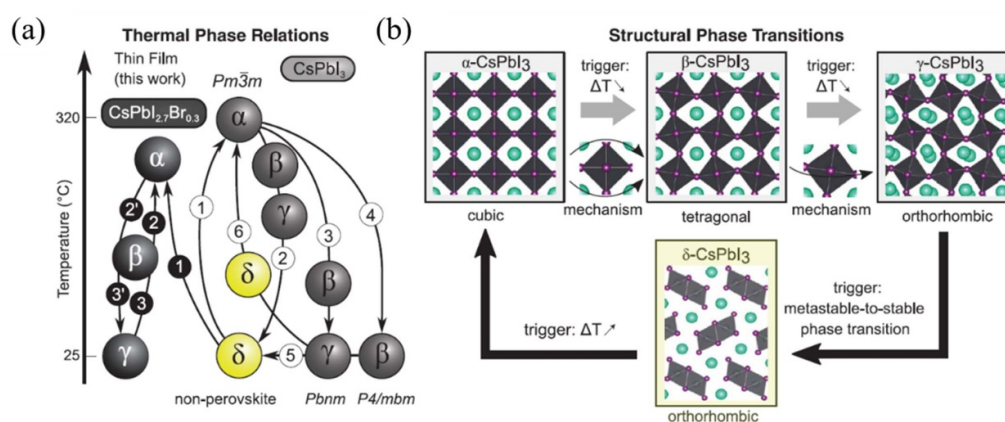 (a)
Thermal Phase Relations
Thin Film
(this work)
CsPbI2.7Br0.3
CsPbI3
Pm3̄m
320
α
α
β
β
γ
2'
2
1
1
6
3
4
2
β
δ
β
3'
3
Temperature (°C)
25
γ
δ
5
γ
β
non-perovskite
Pbnm
P4/mbm
(b)
Structural Phase Transitions
α-CsPbI3
trigger:
ΔT↘
β-CsPbI3
trigger:
ΔT↘
γ-CsPbI3
mechanism
mechanism
cubic
tetragonal
orthorhombic
δ-CsPbI3
trigger: ΔT↗
trigger:
metastable-to-stable
phase transition
orthorhombic